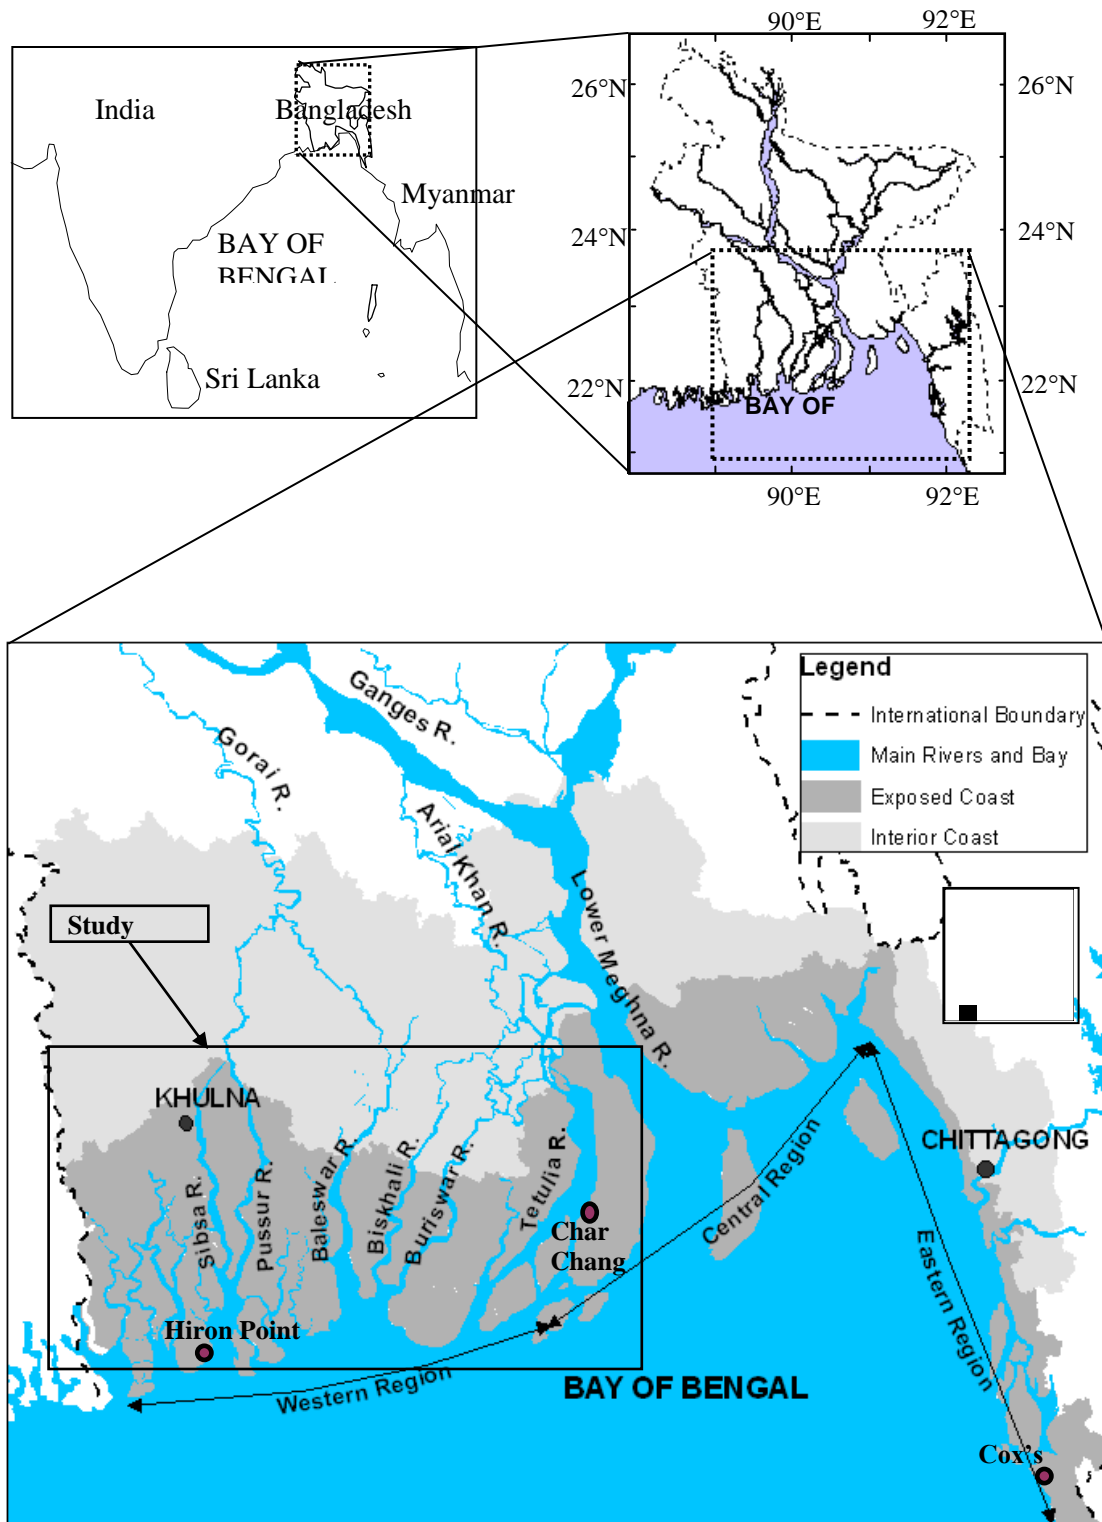 90°E
92°E
India
Bangladesh
Myanmar
BAY OF
BENGAL
Sri Lanka
26°N
26°N
24°N
24°N
22°N
22°N
BAY OF
90°E
92°E
Legend
International Boundary
Main Rivers and Bay
Exposed Coast
Interior Coast
Ganges R.
Gorai R.
Arial Khan R.
Lower Meghna R.
Study
KHULNA
CHITTAGONG
Sibsa R.
Pussur R.
Baleswar R.
Biskhali R.
Buriswar R.
Tetulia R.
Char
Chang
Central Region
Eastern Region
Hiron Point
Western Region
BAY OF BENGAL
Cox's